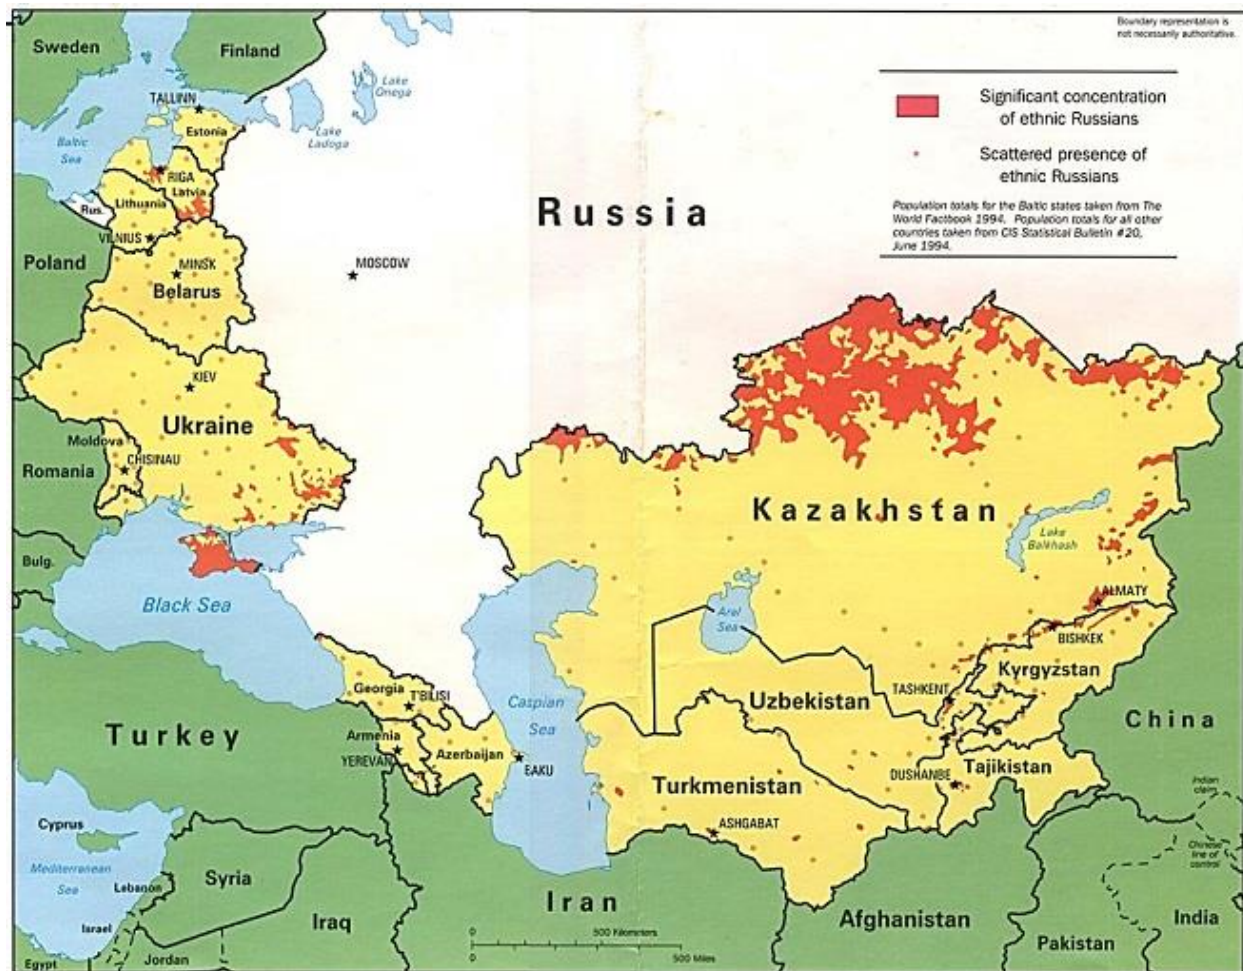 Boundary representation is
not necessarily authoritative.
Sweden
Finland
Lake
Onega
Lake
Ladoga
TALLINN
Estonia
Baltic
Sea
RIGA
Latvia
Lithuania
Rus.
VILNIUS
Poland
MINSK
Belarus
MOSCOW
Russia
Significant concentration
of ethnic Russians
Scattered presence of
ethnic Russians
Population totals for the Baltic states taken from The
World Factbook 1994. Population totals for all other
countries taken from CIS Statistical Bulletin #20,
June 1994.
KIEV
Ukraine
Moldova
CHISINAU
Romania
Bulg.
Black Sea
Kazakhstan
Lake
Balkhash
Aral
Sea
ALMATY
BISHKEK
Kyrgyzstan
TASHKENT
Uzbekistan
China
Georgia
T'BILISI
Caspian
Sea
Turkey
Armenia
YEREVAN
Azerbaijan
BAKU
Turkmenistan
DUSHANBE
Tajikistan
ASHGABAT
Indian
claim
Chinese
line of
control
Cyprus
Mediterranean
Sea
Lebanon
Syria
Israel
Iraq
Iran
Afghanistan
India
Pakistan
Jordan
Egypt
0 500 Kilometers
0 500 Miles